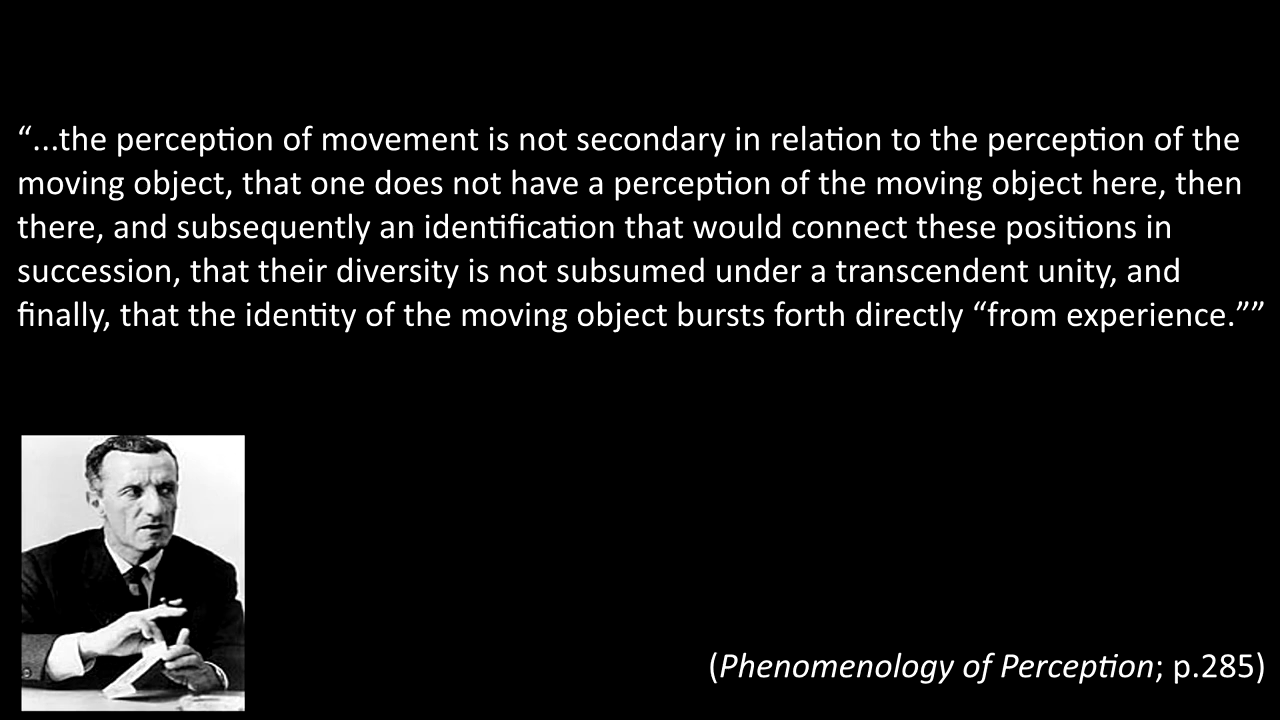 “...the perception of movement is not secondary in relation to the perception of the
moving object, that one does not have a perception of the moving object here, then
there, and subsequently an identification that would connect these positions in
succession, that their diversity is not subsumed under a transcendent unity, and
finally, that the identity of the moving object bursts forth directly “from experience.””
(Phenomenology of Perception; p.285)